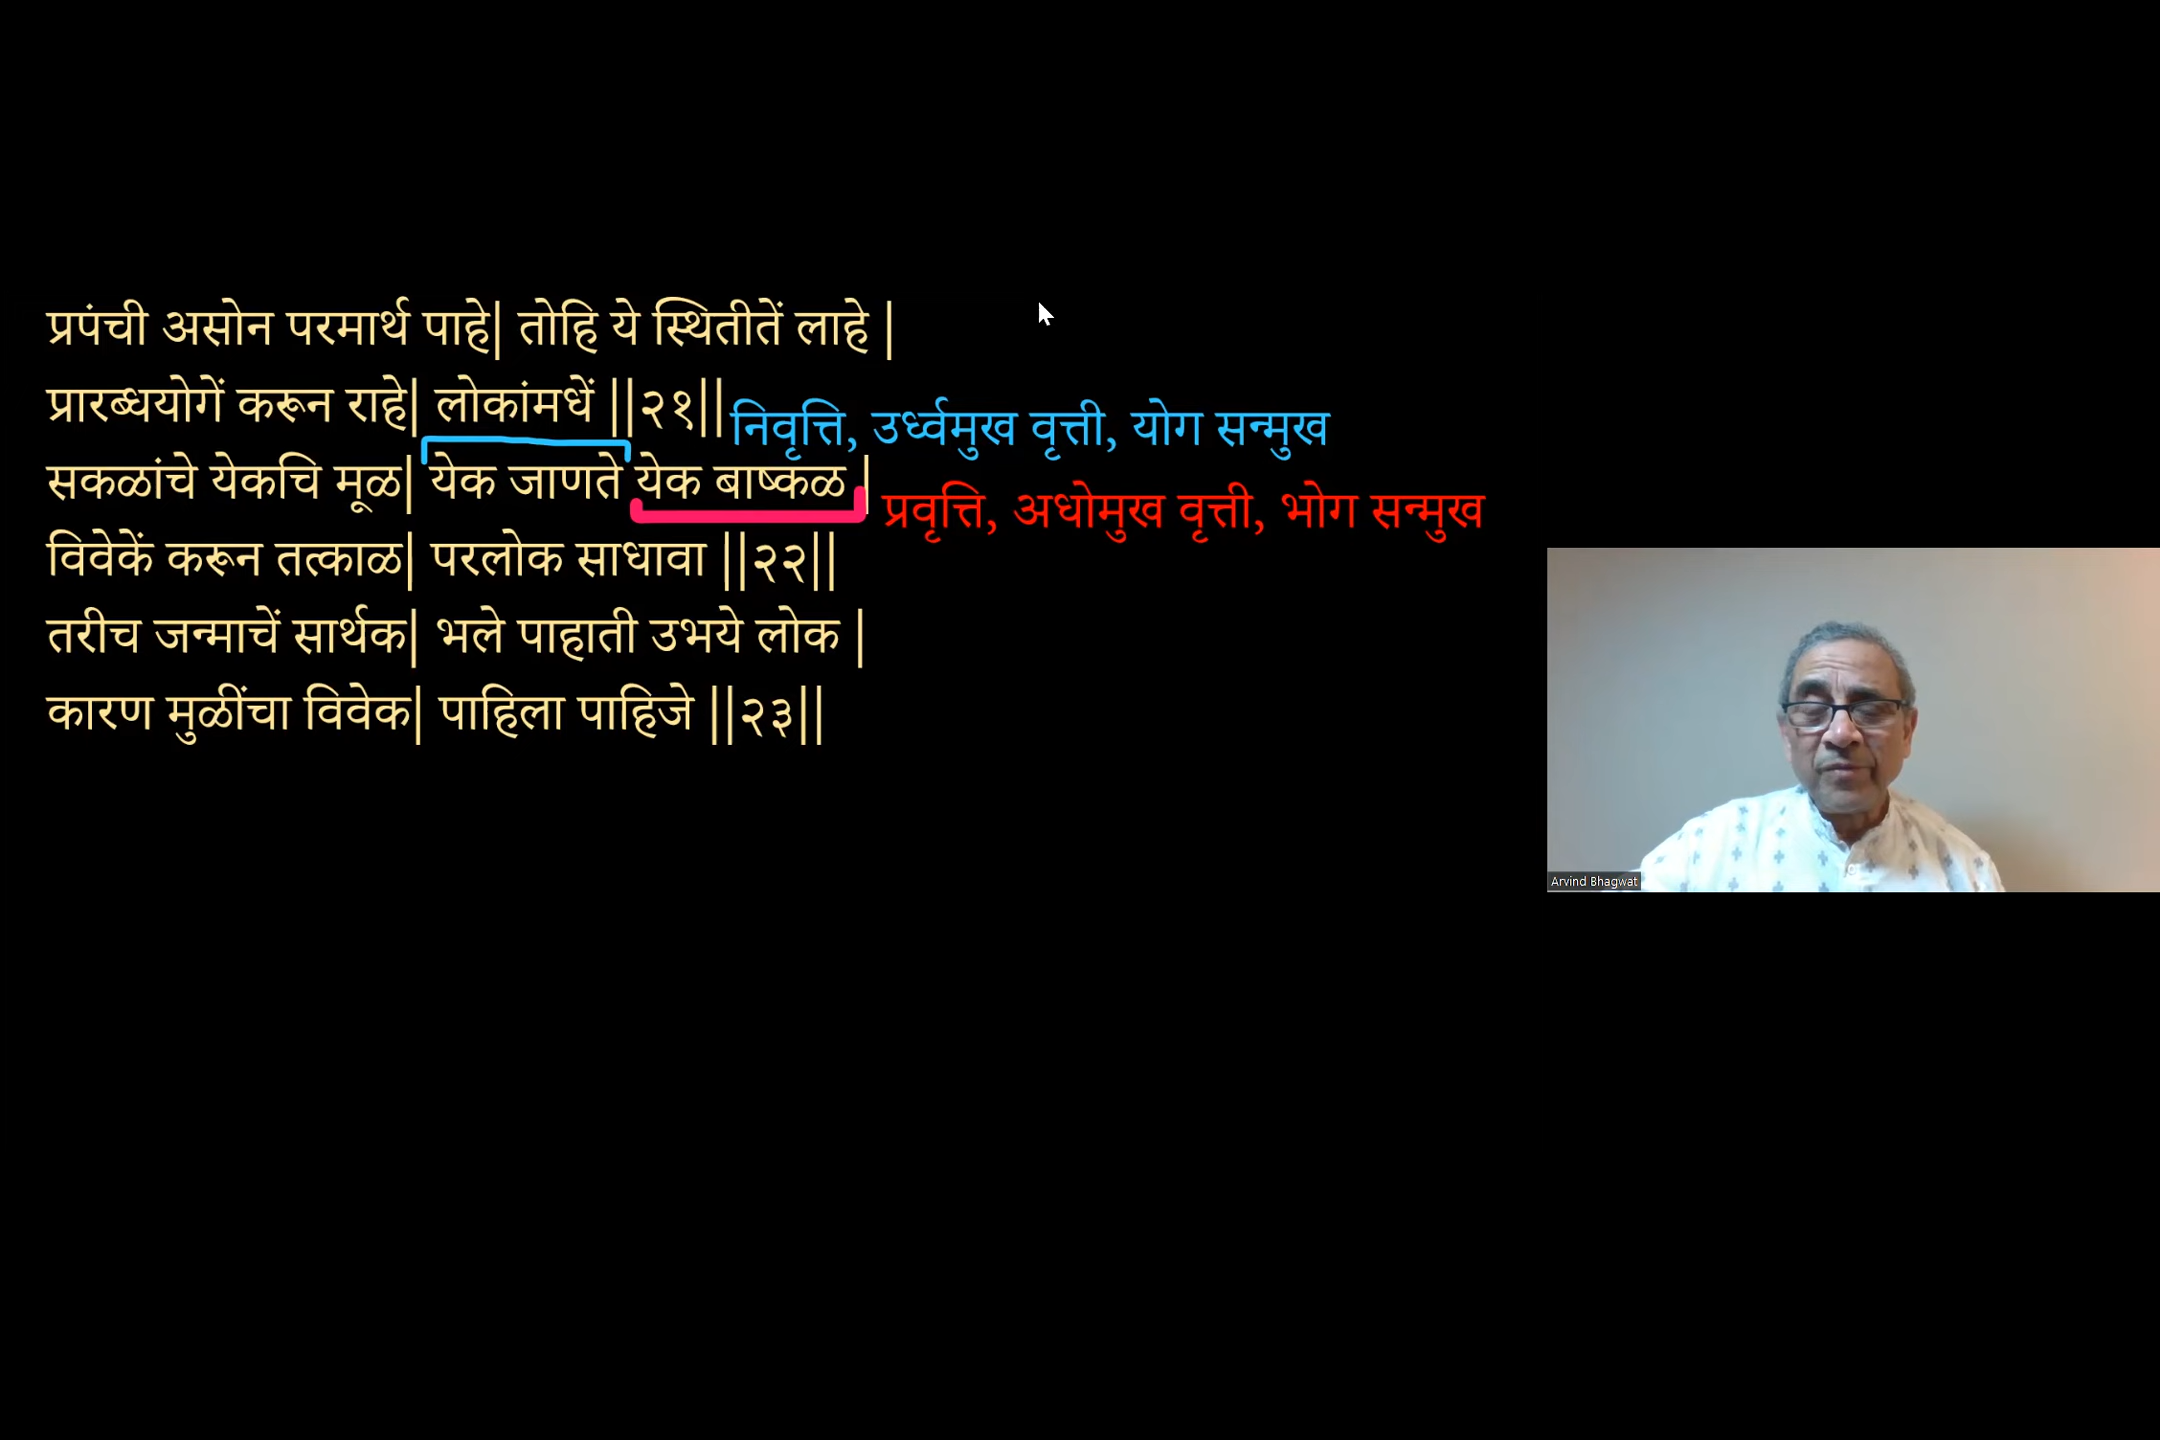 प्रपंची असोन परमार्थ पाहे| तोहि ये स्थितीतें लाहे |
प्रारब्धयोगें करून राहे| लोकांमधें ||२१||
निवृत्ति, उर्ध्वमुख वृत्ती, योग सन्मुख
सकळांचे येकचि मूळ| येक जाणते येक बाष्कळ |
प्रवृत्ति, अधोमुख वृत्ती, भोग सन्मुख
विवेकें करून तत्काळ| परलोक साधावा ||२२||
तरीच जन्माचें सार्थक| भले पाहाती उभये लोक |
कारण मुळींचा विवेक| पाहिला पाहिजे ||२३||
Arvind Bhagwat